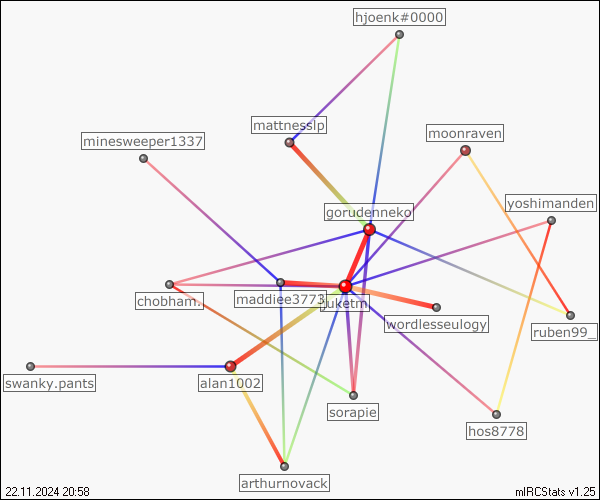 hjoenk#0000
mattnesslp
minesweeper1337
moonraven
yoshimanden
gorudenneko
chobham.
maddiee3773
juketm
wordlesseulogy
ruben99_
swanky.pants
alan1002
sorapie
hos8778
arthurnovack
22.11.2024 20:58
mIRCStats v1.25